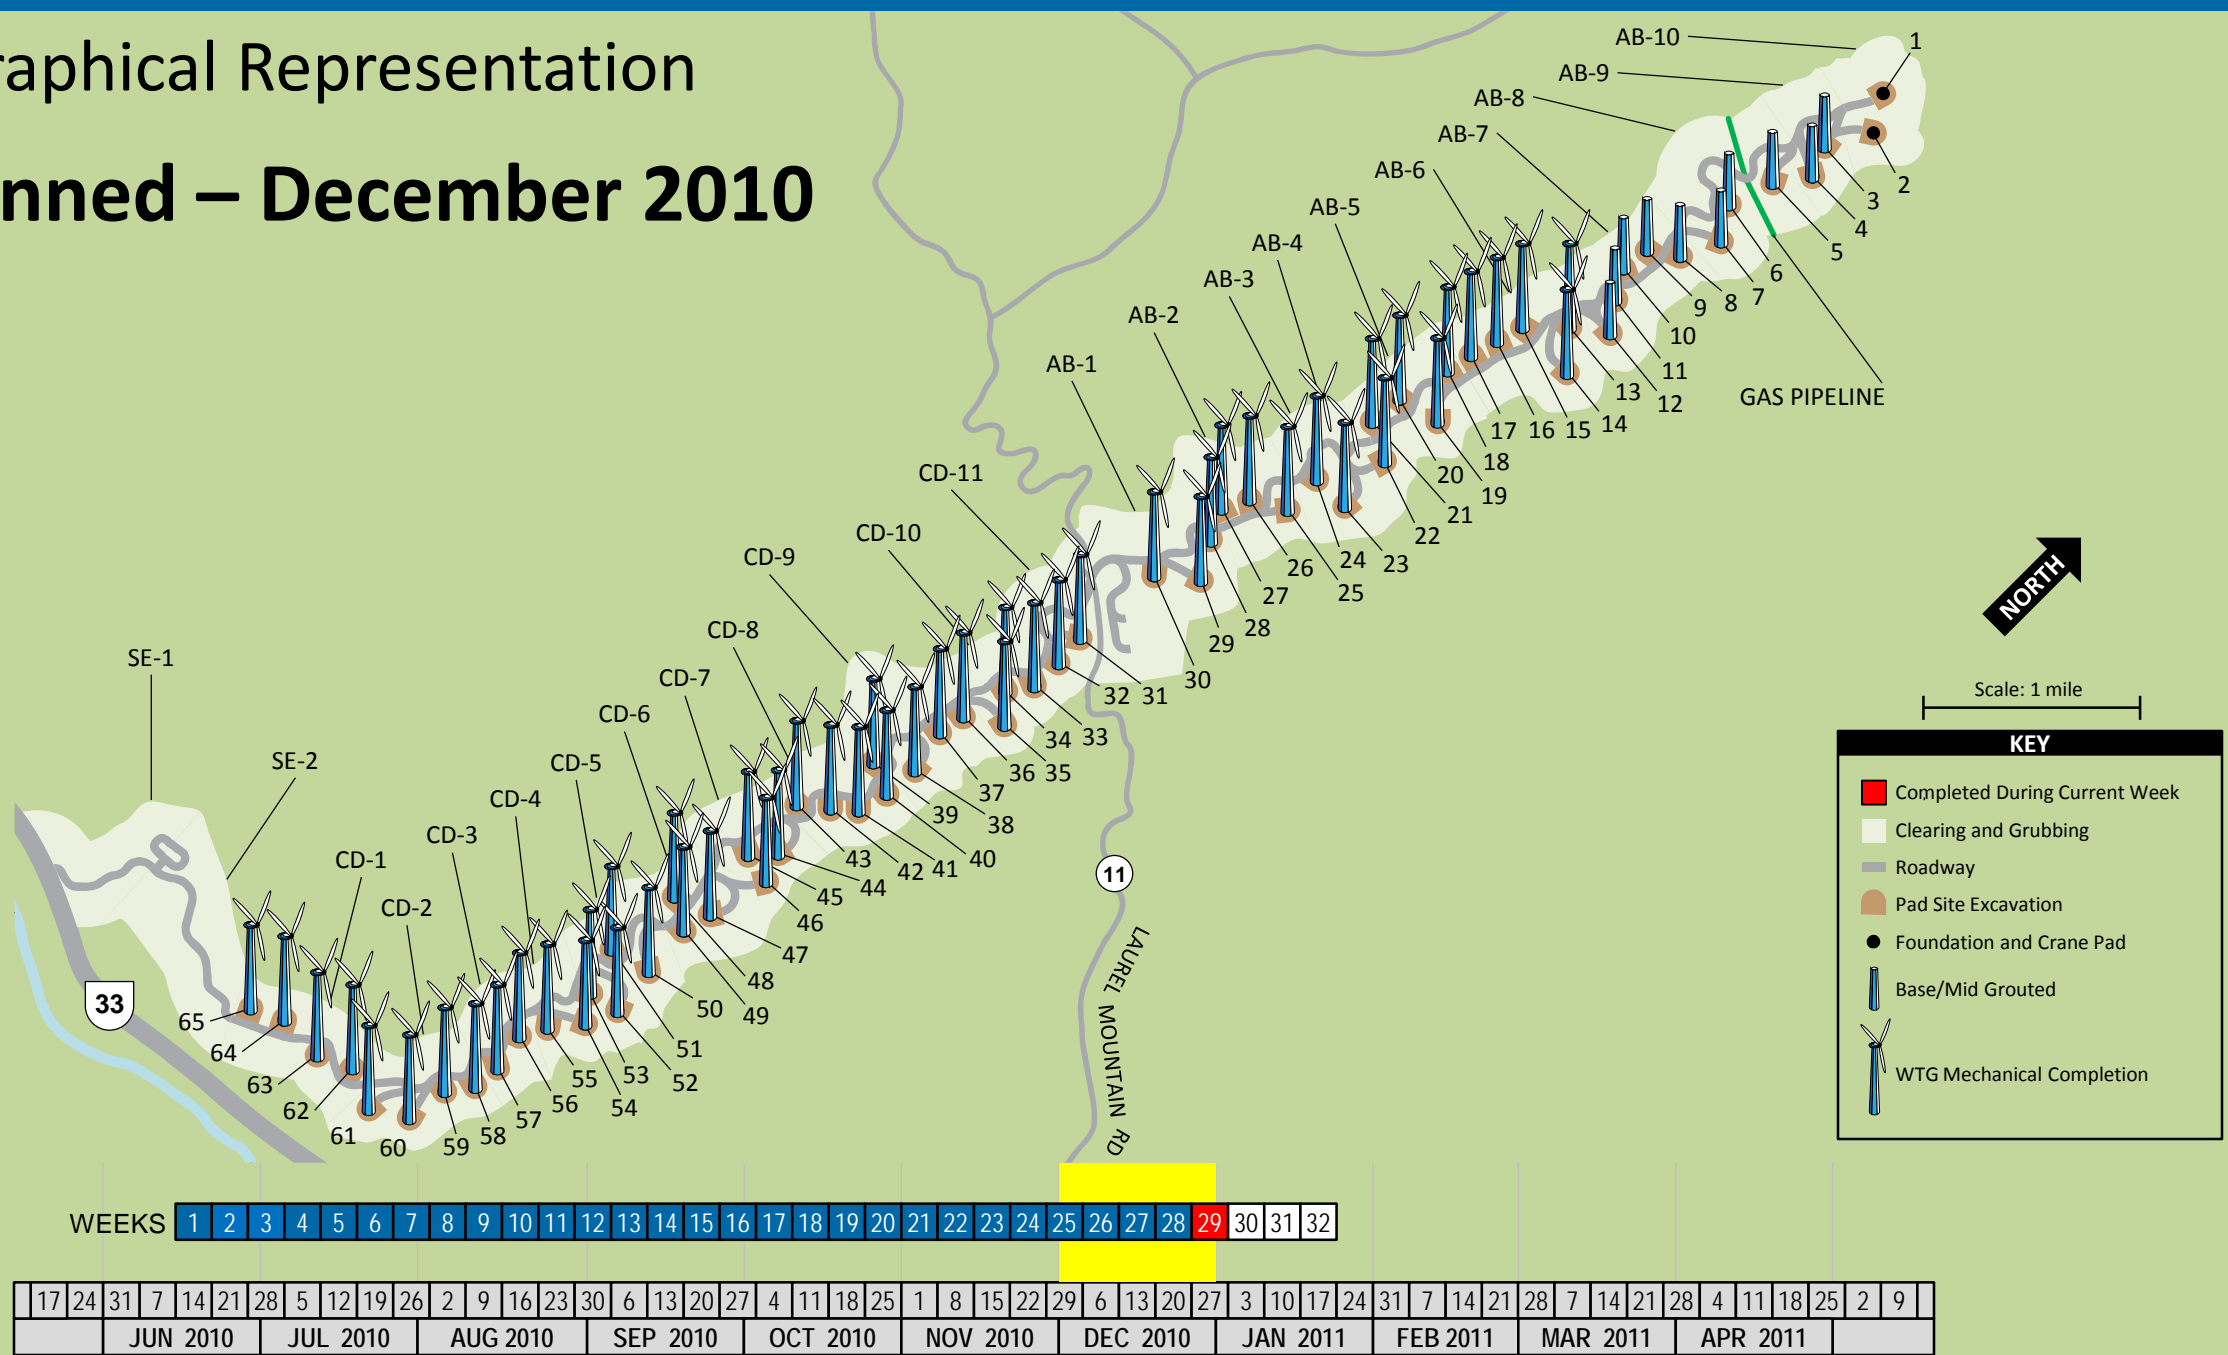 raphical Representation
nned – December 2010
AB-10
1
AB-9
AB-8
AB-7
AB-6
2
3
4
5
AB-5
6
7
AB-4
8
9
AB-3
10
AB-2
11
12
13
GAS PIPELINE
AB-1
14
15
16
17
18
19
20
21
22
23
24
25
26
27
28
29
30
CD-11
CD-10
CD-9
31
32
33
34
35
36
37
38
39
40
41
42
43
44
45
46
CD-8
CD-7
CD-6
CD-5
CD-4
CD-3
CD-2
CD-1
SE-1
SE-2
47
48
49
50
51
52
53
54
55
56
57
58
59
60
61
62
63
64
65
33
11
LAUREL MOUNTAIN RD
NORTH
Scale: 1 mile
KEY
Completed During Current Week
Clearing and Grubbing
Roadway
Pad Site Excavation
Foundation and Crane Pad
Base/Mid Grouted
WTG Mechanical Completion
WEEKS 1 2 3 4 5 6 7 8 9 10 11 12 13 14 15 16 17 18 19 20 21 22 23 24 25 26 27 28 29 30 31 32
17 24 31 7 14 21 28 5 12 19 26 2 9 16 23 30 6 13 20 27 4 11 18 25 1 8 15 22 29 6 13 20 27 3 10 17 24 31 7 14 21 28 7 14 21 28 4 11 18 25 2 9
JUN 2010 JUL 2010 AUG 2010 SEP 2010 OCT 2010 NOV 2010 DEC 2010 JAN 2011 FEB 2011 MAR 2011 APR 2011